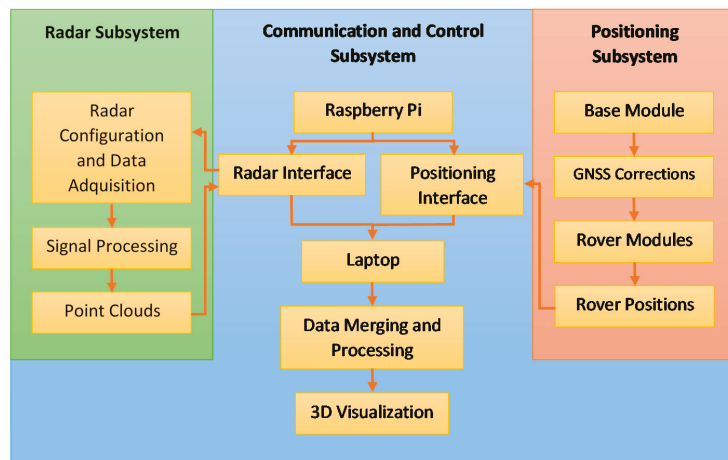 Radar Subsystem
Radar
Configuration
and Data
Adquisition
Signal Processing
Point Clouds
Communication and Control
Subsystem
Raspberry Pi
Radar Interface
Positioning
Interface
Laptop
Data Merging and
Processing
3D Visualization
Positioning
Subsystem
Base Module
GNSS Corrections
Rover Modules
Rover Positions